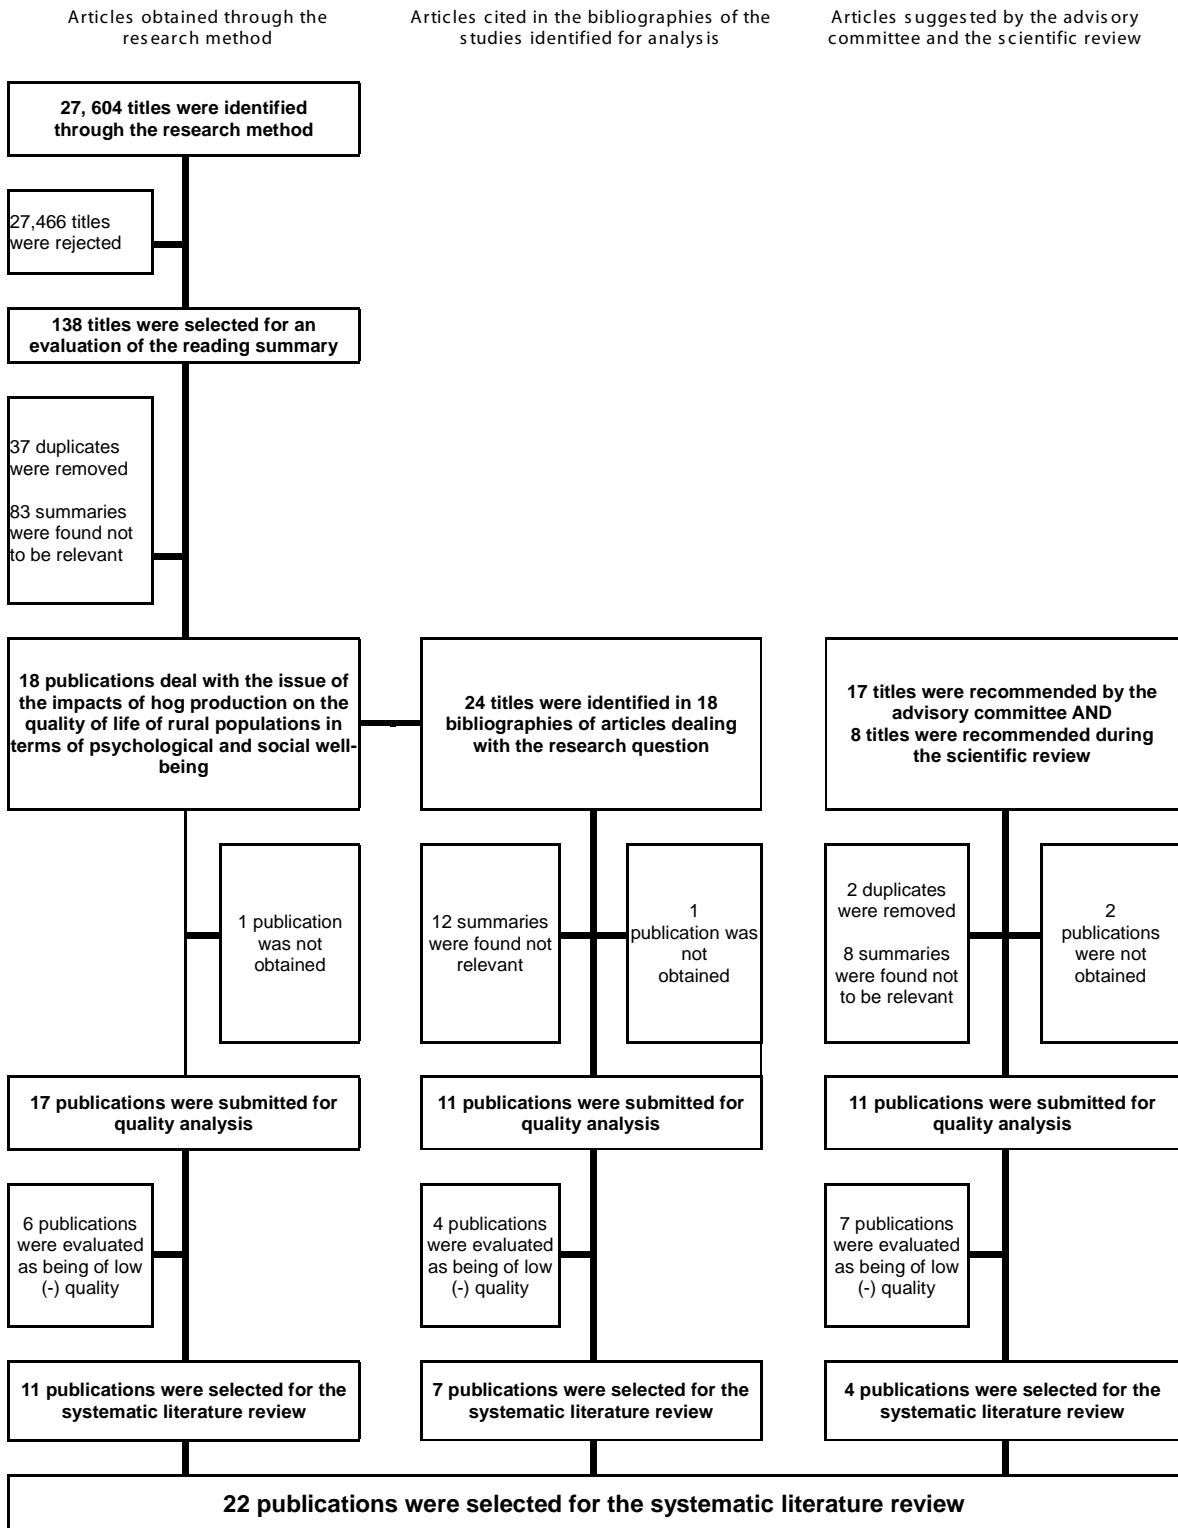 Articles obtained through the
research method
Articles cited in the bibliographies of the
studies identified for analysis
Articles suggested by the advisory
committee and the scientific review
27, 604 titles were identified
through the research method
27,466 titles
were rejected
138 titles were selected for an
evaluation of the reading summary
37 duplicates
were removed
83 summaries
were found not
to be relevant
18 publications deal with the issue of
the impacts of hog production on the
quality of life of rural populations in
terms of psychological and social well-
being
24 titles were identified in 18
bibliographies of articles dealing
with the research question
17 titles were recommended by the
advisory committee AND
8 titles were recommended during
the scientific review
1 publication
was not
obtained
12 summaries
were found not
relevant
1
publication was
not
obtained
2 duplicates
were removed
8 summaries
were found not
to be relevant
2
publications
were not
obtained
17 publications were submitted for
quality analysis
11 publications were submitted for
quality analysis
11 publications were submitted for
quality analysis
6 publications
were evaluated
as being of low
(-) quality
4 publications
were evaluated
as being of low
(-) quality
7 publications
were evaluated
as being of low
(-) quality
11 publications were selected for the
systematic literature review
7 publications were selected for the
systematic literature review
4 publications were selected for the
systematic literature review
22 publications were selected for the systematic literature review